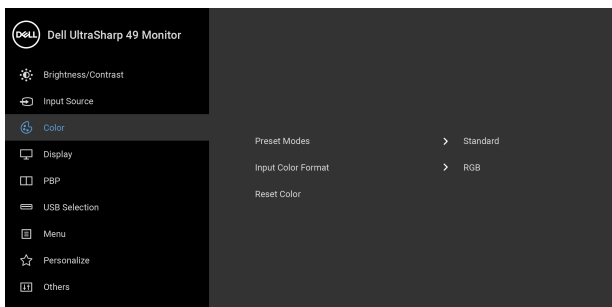 DELL Dell UltraSharp 49 Monitor
Brightness/Contrast
Input Source
Color
Display
PBP
USB Selection
Menu
Personalize
Others
Preset Modes > Standard
Input Color Format > RGB
Reset Color